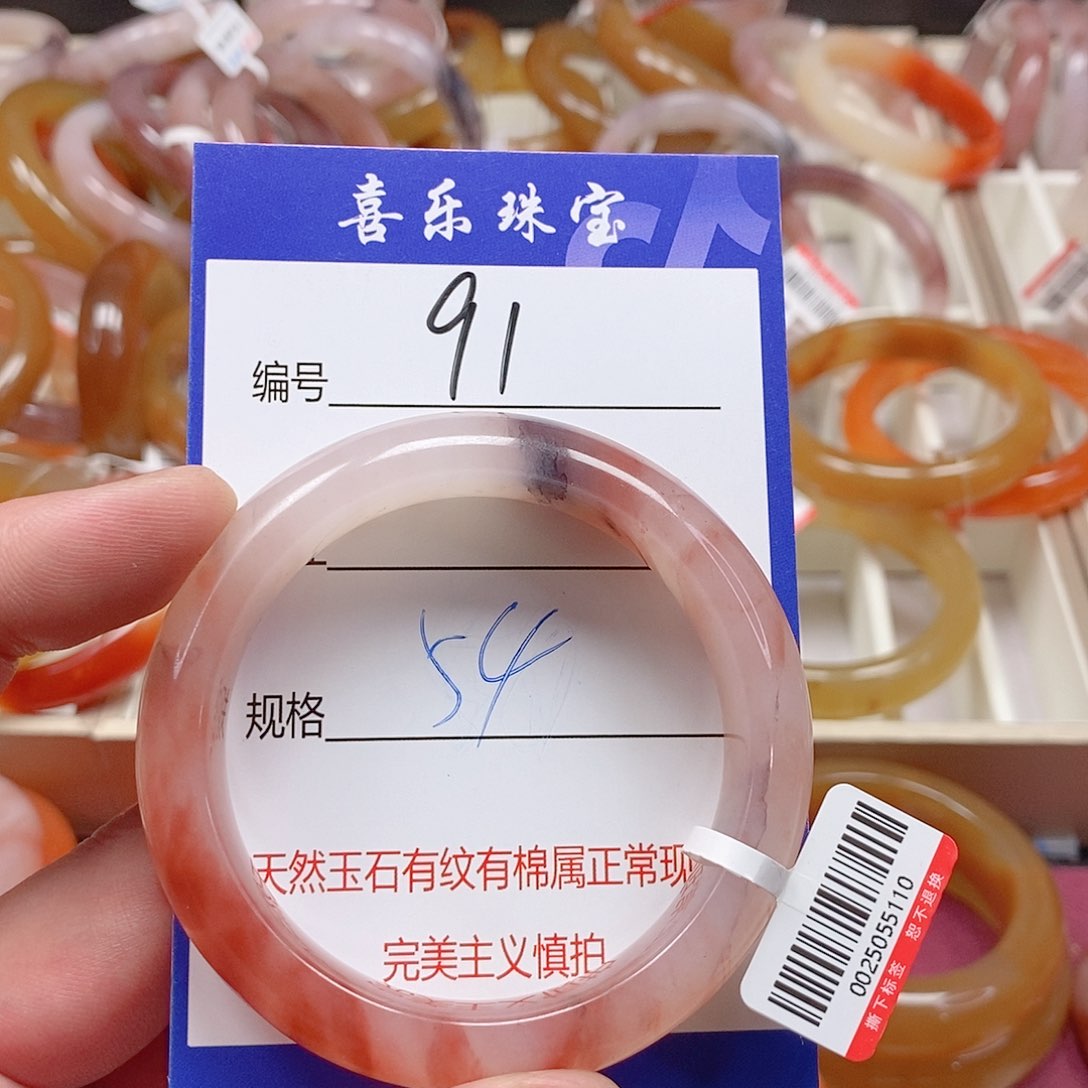 喜乐珠宝
编号 91
规格 54
天然玉石有纹有棉属正常现
完美主义慎拍
0025055110
撕下标签 恕不退换